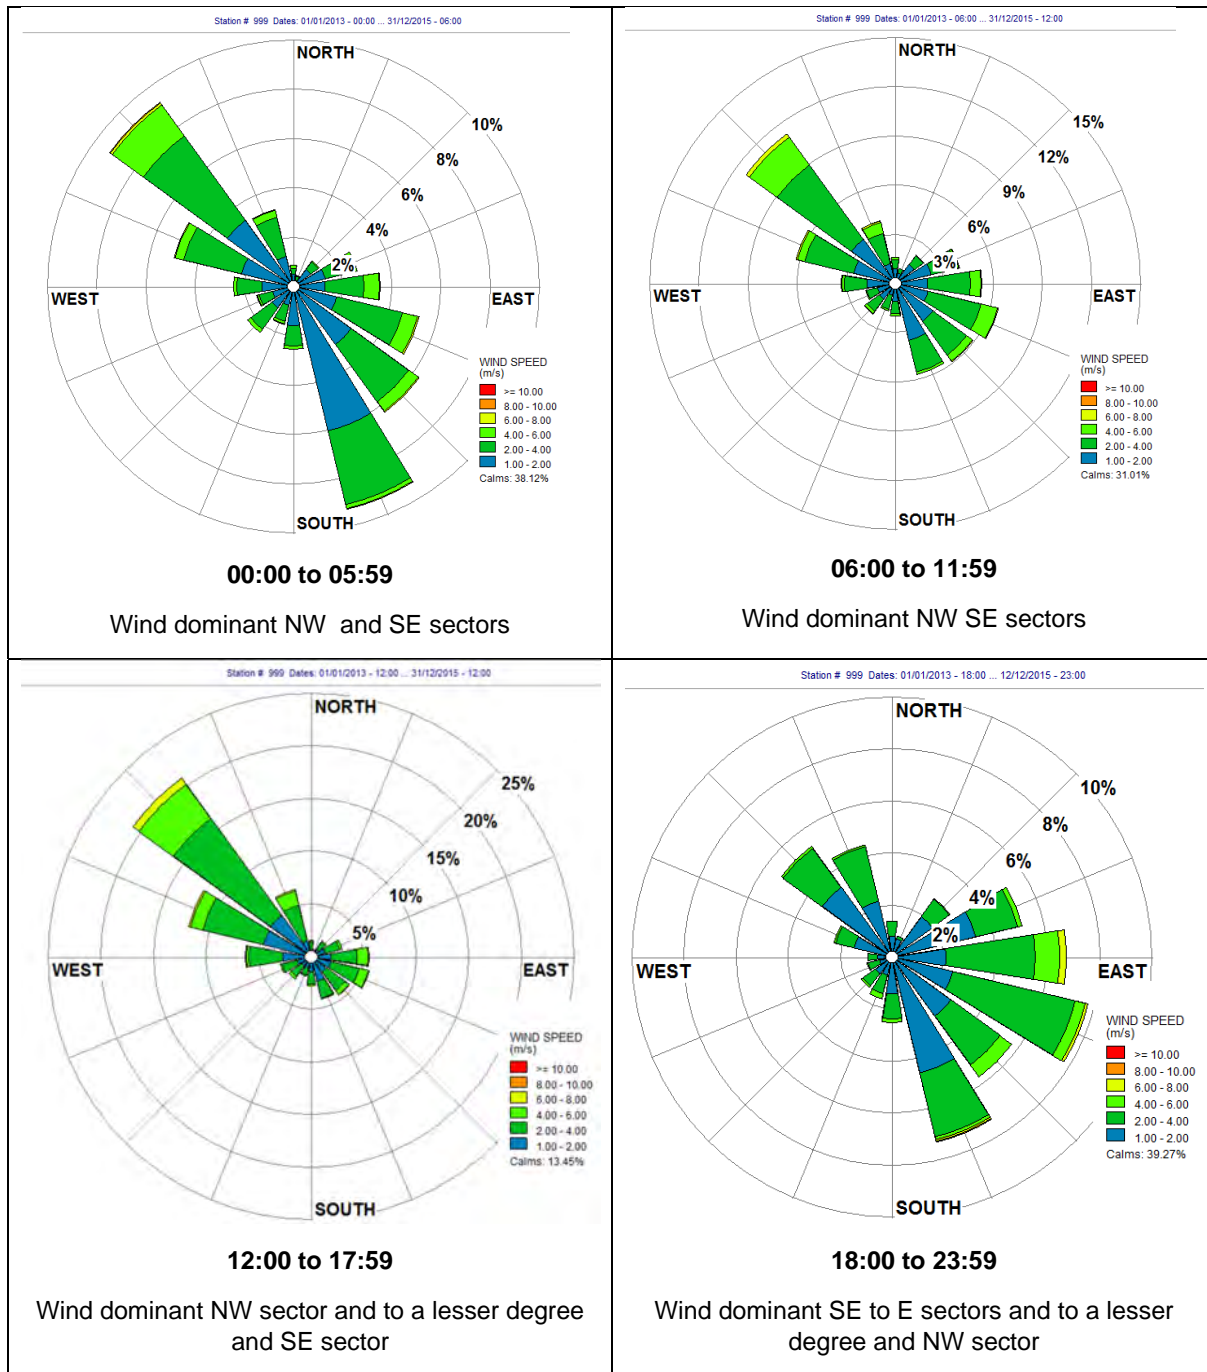 Station # 999 Dates: 01/01/2013 - 00:00 ... 31/12/2015 - 06:00
NORTH
10%
8%
6%
4%
2%
WEST
EAST
SOUTH
WIND SPEED
(m/s)
>= 10.00
8.00 - 10.00
6.00 - 8.00
4.00 - 6.00
2.00 - 4.00
1.00 - 2.00
Calms: 38.12%
00:00 to 05:59
Wind dominant NW and SE sectors
Station # 999 Dates: 01/01/2013 - 06:00 ... 31/12/2015 - 12:00
NORTH
15%
12%
9%
6%
3%
WEST
EAST
SOUTH
WIND SPEED
(m/s)
>= 10.00
8.00 - 10.00
6.00 - 8.00
4.00 - 6.00
2.00 - 4.00
1.00 - 2.00
Calms: 31.01%
06:00 to 11:59
Wind dominant NW SE sectors
Station # 999 Dates: 01/01/2013 - 12:00 ... 31/12/2015 - 12:00
NORTH
25%
20%
15%
10%
5%
WEST
EAST
SOUTH
WIND SPEED
(m/s)
>= 10.00
8.00 - 10.00
6.00 - 8.00
4.00 - 6.00
2.00 - 4.00
1.00 - 2.00
Calms: 13.45%
12:00 to 17:59
Wind dominant NW sector and to a lesser degree
and SE sector
Station # 999 Dates: 01/01/2013 - 18:00 ... 12/12/2015 - 23:00
NORTH
10%
8%
6%
4%
2%
WEST
EAST
SOUTH
WIND SPEED
(m/s)
>= 10.00
8.00 - 10.00
6.00 - 8.00
4.00 - 6.00
2.00 - 4.00
1.00 - 2.00
Calms: 39.27%
18:00 to 23:59
Wind dominant SE to E sectors and to a lesser
degree and NW sector